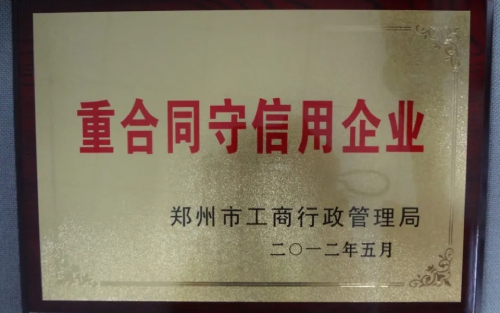 重合同守信用企业
郑州市工商行政管理局
二〇一二年五月